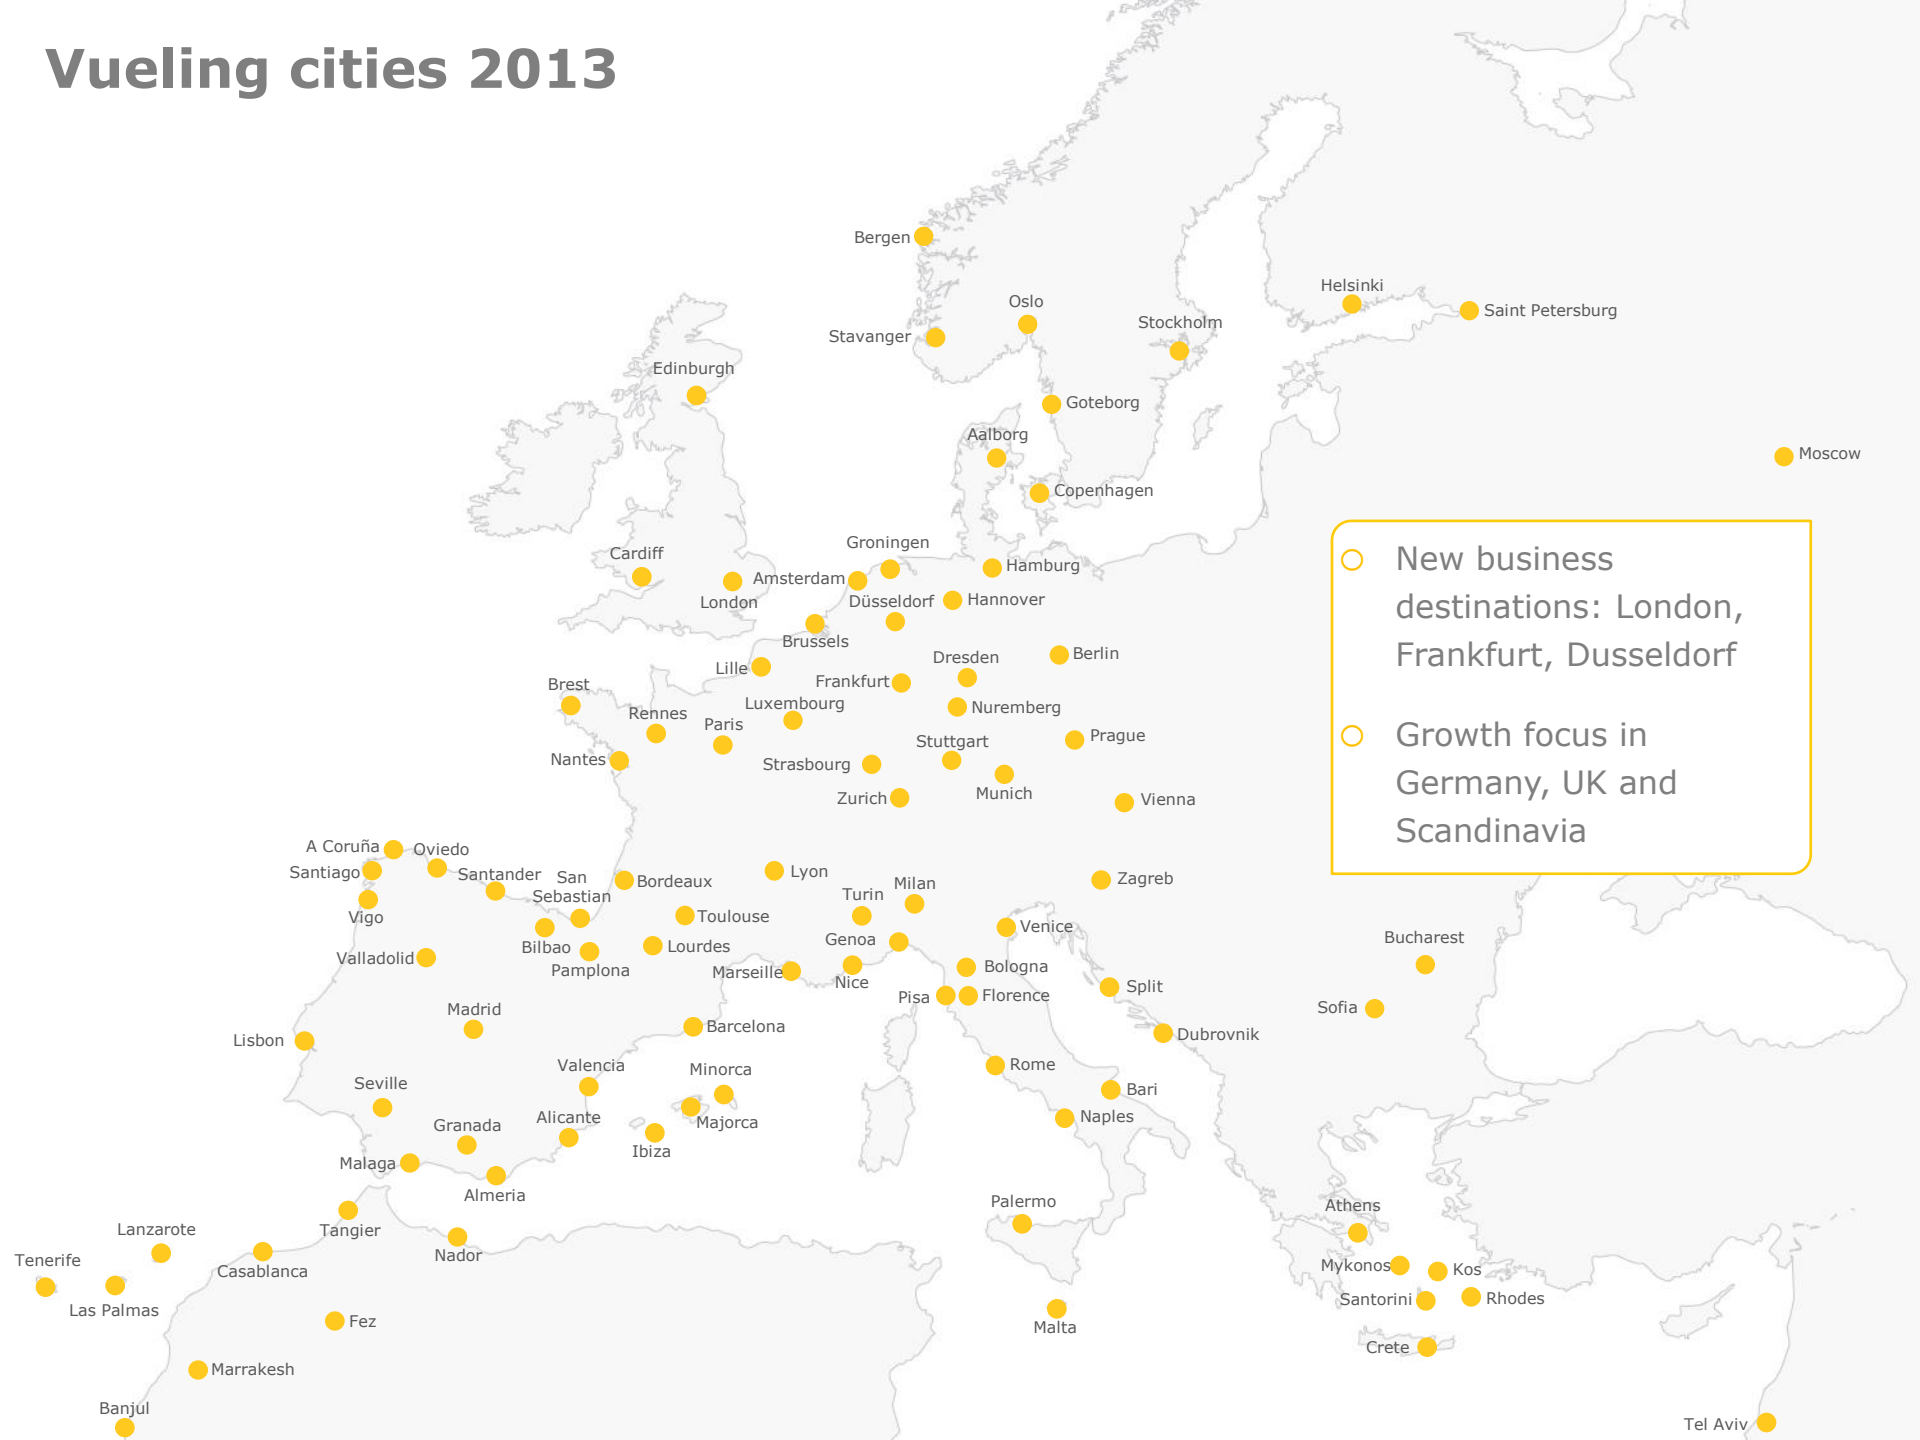 Vueling cities 2013
Bergen
Helsinki
Oslo
Saint Petersburg
Stockholm
Stavanger
Edinburgh
Goteborg
Aalborg
Moscow
Copenhagen
Groningen
Cardiff
Hamburg
Amsterdam
London
Düsseldorf
Hannover
Brussels
Berlin
Dresden
Lille
Frankfurt
Brest
Luxembourg
Nuremberg
Rennes
Paris
Prague
Stuttgart
Nantes
Strasbourg
Munich
Zurich
Vienna
New business
destinations: London,
Frankfurt, Dusseldorf
Growth focus in
Germany, UK and
Scandinavia
A Coruña
Oviedo
Santiago
Santander
San
Sebastian
Bordeaux
Lyon
Zagreb
Milan
Turin
Vigo
Toulouse
Venice
Bilbao
Lourdes
Genoa
Bucharest
Valladolid
Pamplona
Marseille
Nice
Bologna
Split
Pisa
Florence
Sofia
Madrid
Barcelona
Dubrovnik
Lisbon
Valencia
Minorca
Rome
Seville
Bari
Alicante
Majorca
Naples
Granada
Ibiza
Malaga
Almeria
Palermo
Athens
Lanzarote
Tangier
Tenerife
Nador
Casablanca
Mykonos
Kos
Las Palmas
Santorini
Rhodes
Fez
Malta
Crete
Marrakesh
Banjul
Tel Aviv